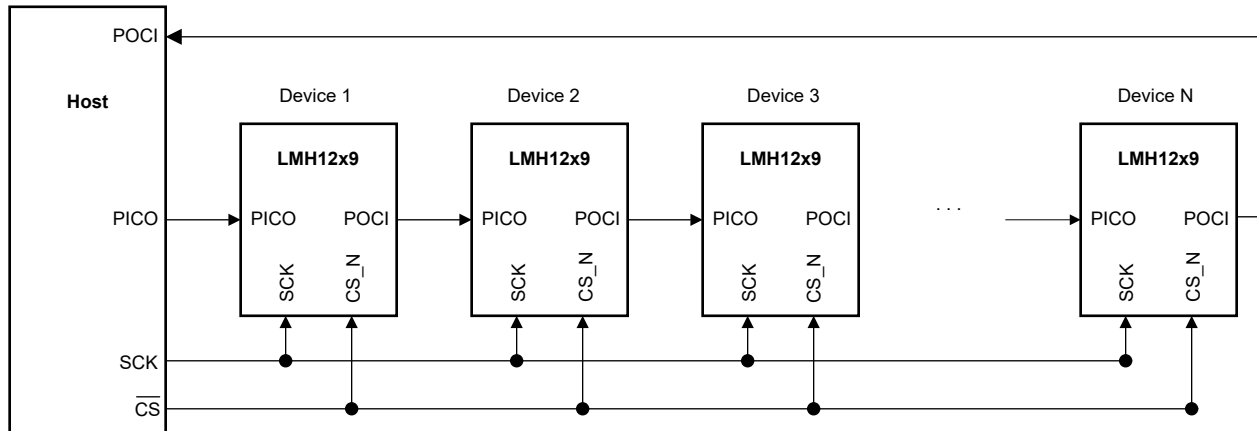 POCI
Host
Device 1
Device 2
Device 3
Device N
LMH12x9
LMH12x9
LMH12x9
LMH12x9
PICO
PICO
POCI
PICO
POCI
PICO
POCI
. . .
PICO
POCI
SCK
CS_N
SCK
CS_N
SCK
CS_N
SCK
CS_N
SCK
C̅S̅